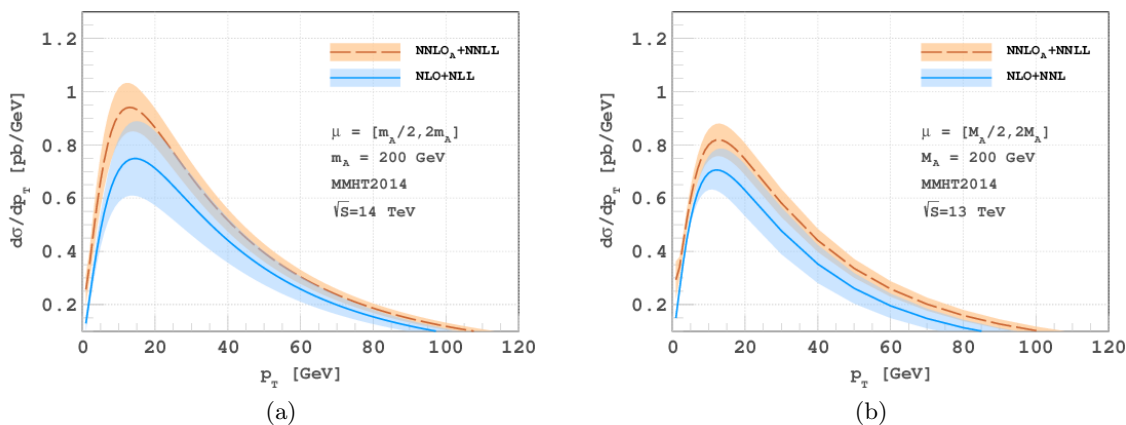 dσ/dp_T [pb/GeV]
1.2
1
0.8
0.6
0.4
0.2
NNLO_A+NNLL
NLO+NLL
μ = [m_A/2,2m_A]
m_A = 200 GeV
MMHT2014
√S=14 TeV
0 20 40 60 80 100 120
p_T [GeV]
(a)
dσ/dp_T [pb/GeV]
1.2
1
0.8
0.6
0.4
0.2
NNLO_A+NNLL
NLO+NNL
μ = [M_A/2,2M_A]
M_A = 200 GeV
MMHT2014
√S=13 TeV
0 20 40 60 80 100 120
p_T [GeV]
(b)